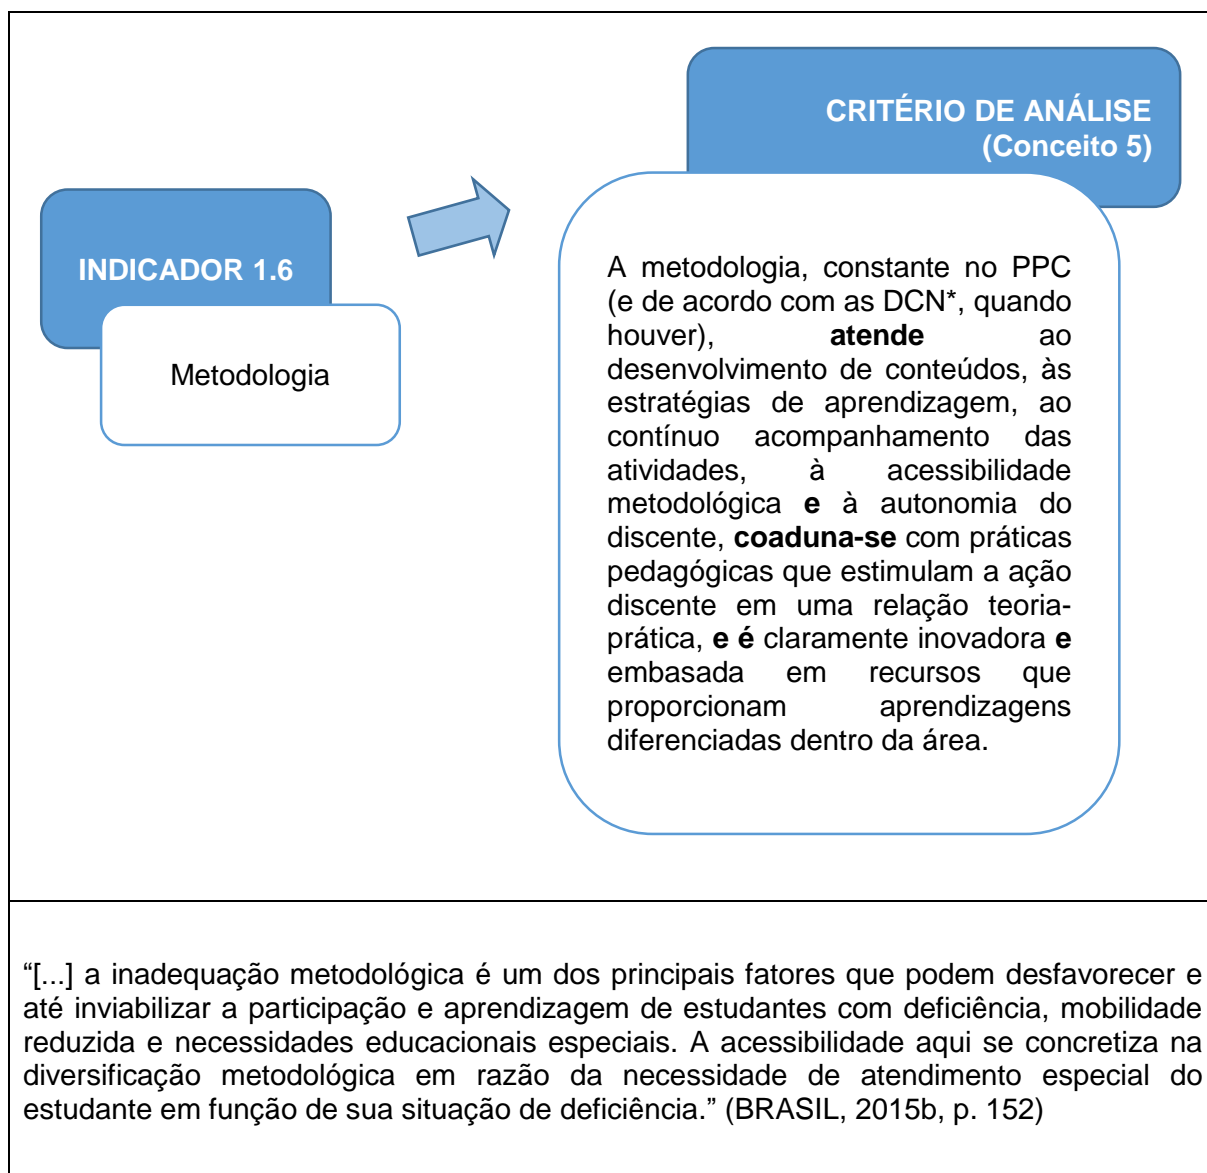 CRITÉRIO DE ANÁLISE
(Conceito 5)
INDICADOR 1.6
Metodologia
A metodologia, constante no PPC
(e de acordo com as DCN*, quando
houver), atende ao
desenvolvimento de conteúdos, às
estratégias de aprendizagem, ao
contínuo acompanhamento das
atividades, à acessibilidade
metodológica e à autonomia do
discente, coaduna-se com práticas
pedagógicas que estimulam a ação
discente em uma relação teoria-
prática, e é claramente inovadora e
embasada em recursos que
proporcionam aprendizagens
diferenciadas dentro da área.
“[...] a inadequação metodológica é um dos principais fatores que podem desfavorecer e
até inviabilizar a participação e aprendizagem de estudantes com deficiência, mobilidade
reduzida e necessidades educacionais especiais. A acessibilidade aqui se concretiza na
diversificação metodológica em razão da necessidade de atendimento especial do
estudante em função de sua situação de deficiência.” (BRASIL, 2015b, p. 152)